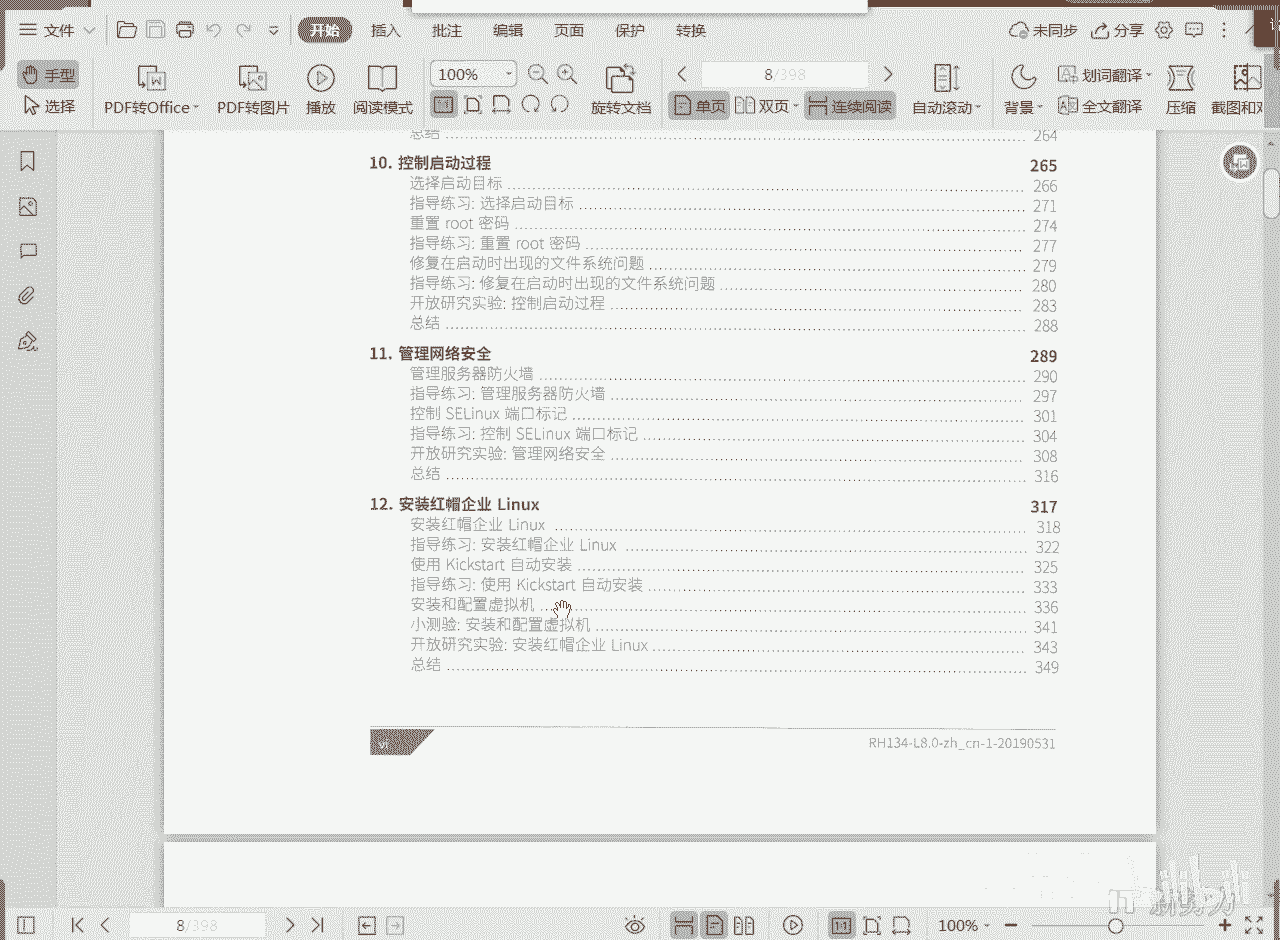 文件
开始 插入 批注 编辑 页面 保护 转换
未同步 分享
手型
选择
PDF转Office PDF转图片 播放 阅读模式
100%
旋转文档
8/398
单页 双页 连续阅读
自动滚动 背景
划词翻译
全文翻译
压缩 截图和对
总结 264
10. 控制启动过程 265
选择启动目标 266
指导练习: 选择启动目标 271
重置 root 密码 274
指导练习: 重置 root 密码 277
修复在启动时出现的文件系统问题 279
指导练习: 修复在启动时出现的文件系统问题 280
开放研究实验: 控制启动过程 283
总结 288
11. 管理网络安全 289
管理服务器防火墙 290
指导练习: 管理服务器防火墙 297
控制 SELinux 端口标记 301
指导练习: 控制 SELinux 端口标记 304
开放研究实验: 管理网络安全 308
总结 316
12. 安装红帽企业 Linux 317
安装红帽企业 Linux 318
指导练习: 安装红帽企业 Linux 322
使用 Kickstart 自动安装 325
指导练习: 使用 Kickstart 自动安装 333
安装和配置虚拟机 336
小测验: 安装和配置虚拟机 341
开放研究实验: 安装红帽企业 Linux 343
总结 349
vi
RH134-L8.0-zh_cn-1-20190531
8/398
100%
bilibili